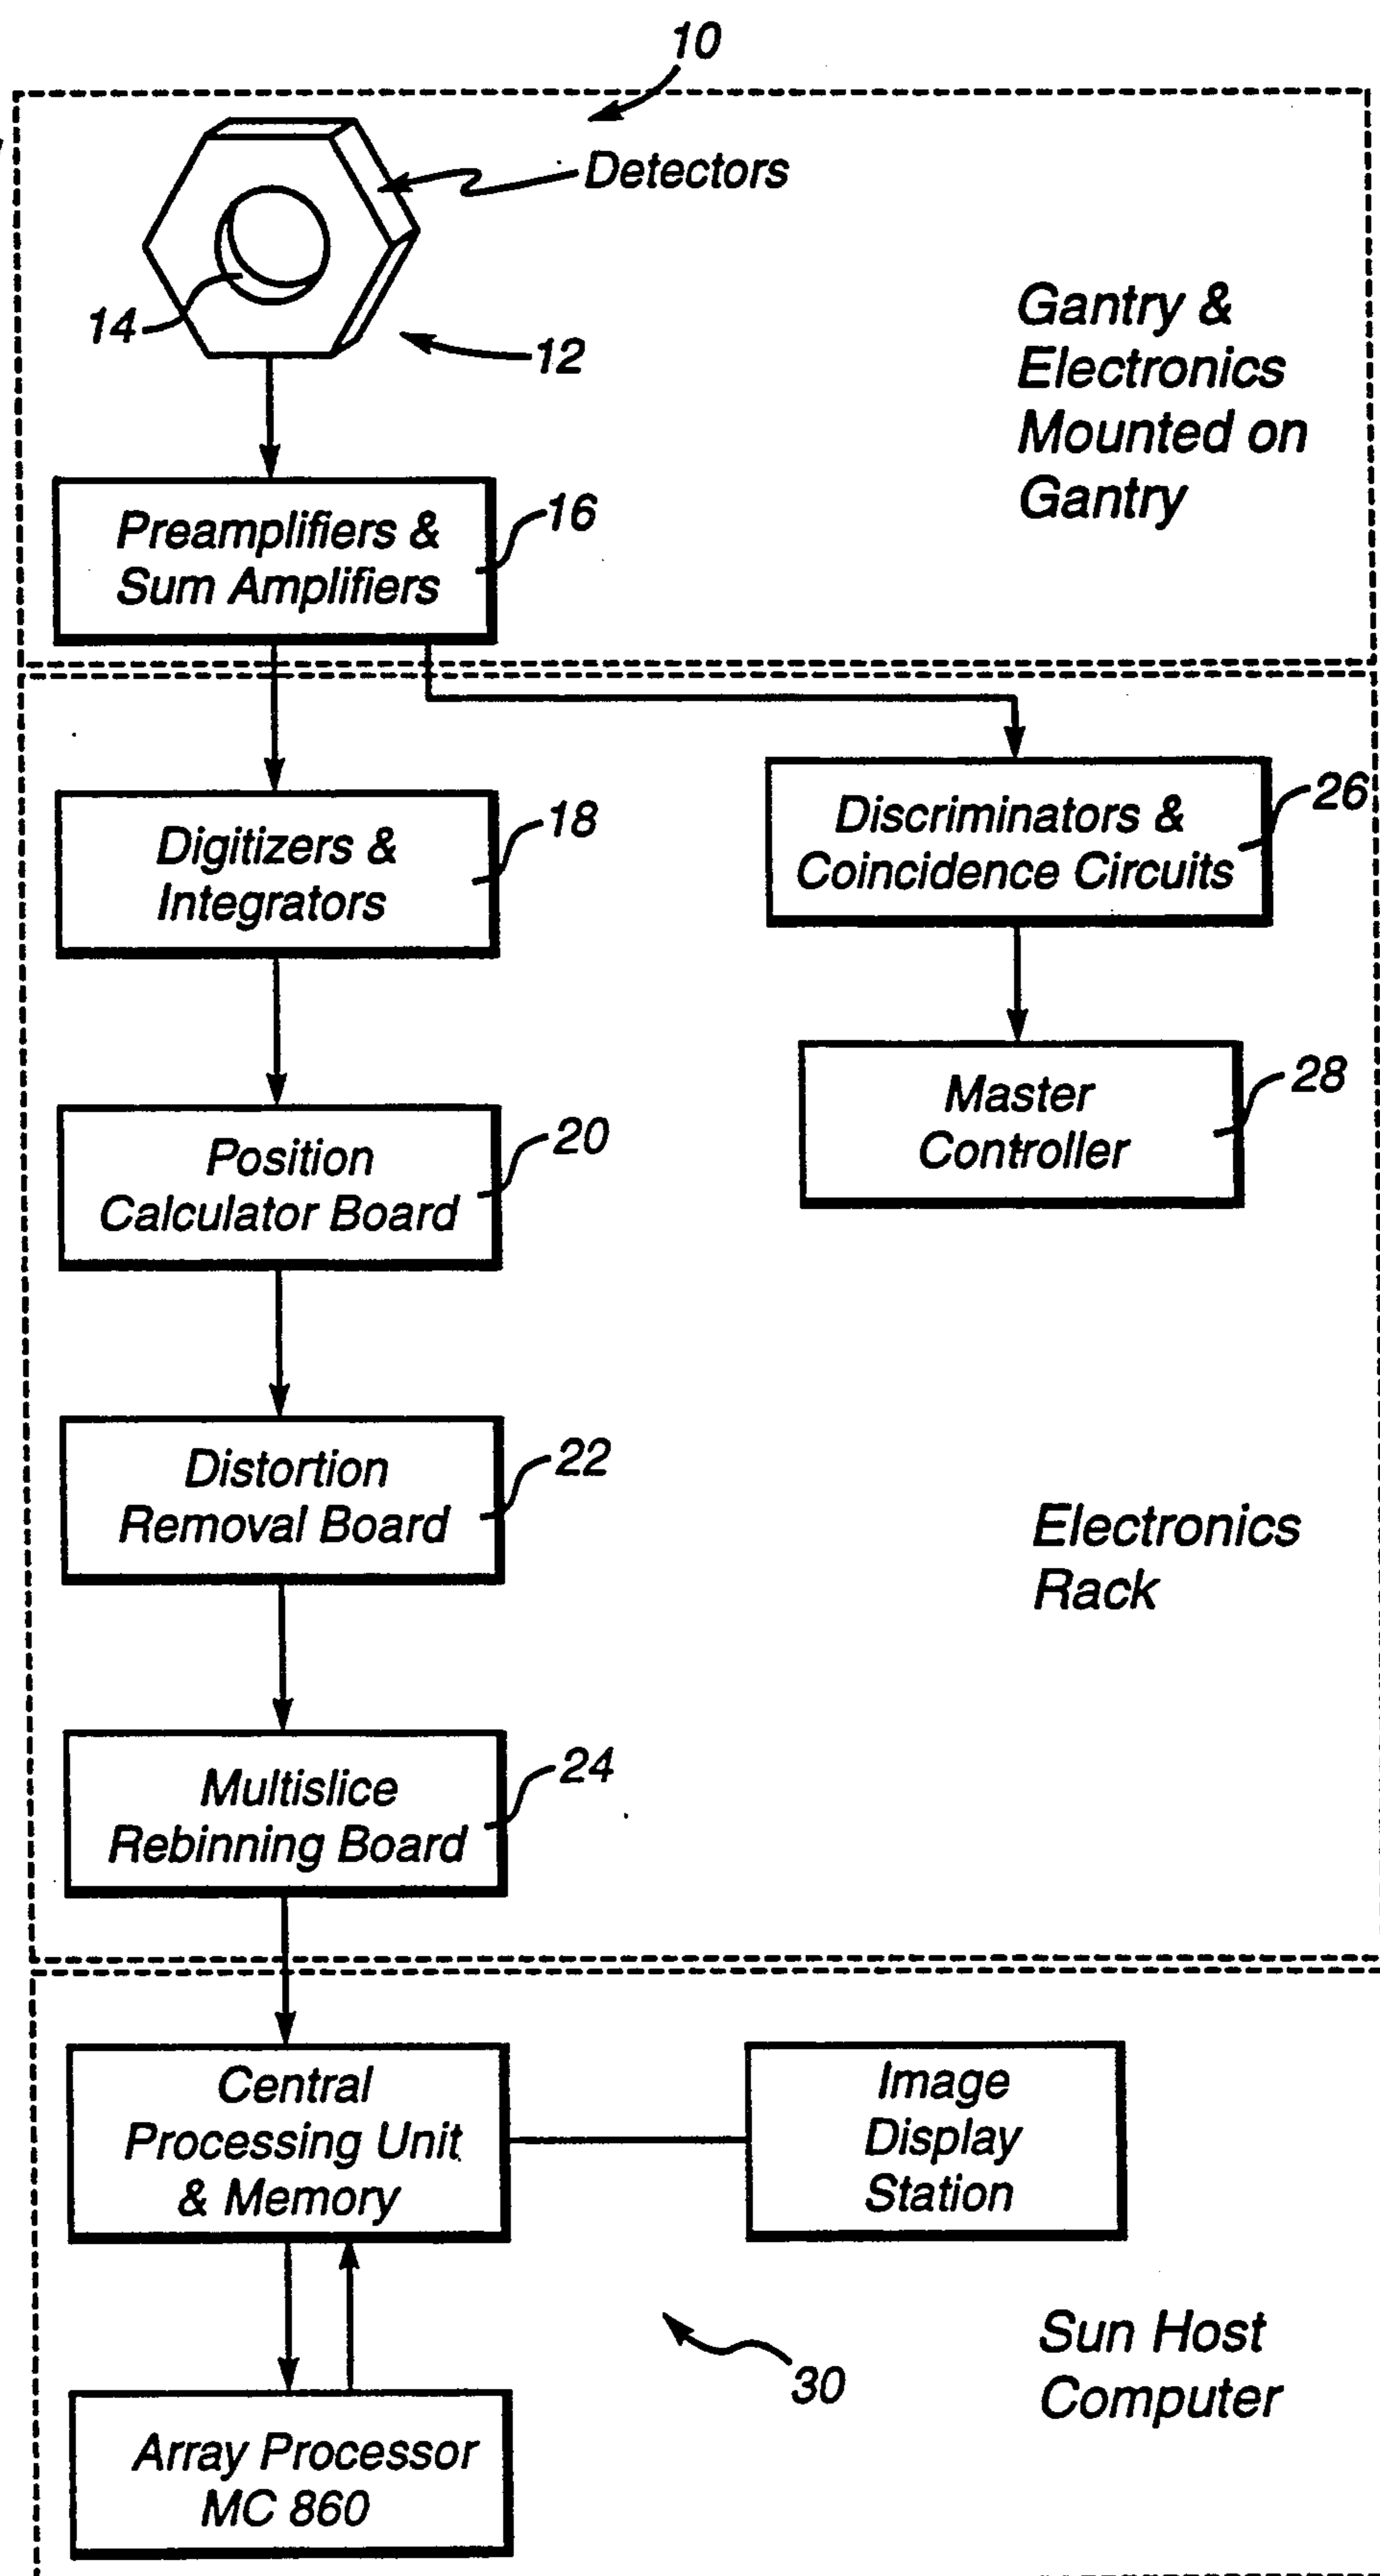 10
Detectors
14
12
Gantry &
Electronics
Mounted on
Gantry
Preamplifiers &
Sum Amplifiers
16
Digitizers &
Integrators
18
Discriminators &
Coincidence Circuits
26
Position
Calculator Board
20
Master
Controller
28
Distortion
Removal Board
22
Electronics
Rack
Multislice
Rebinning Board
24
Central
Processing Unit
& Memory
Image
Display
Station
30
Sun Host
Computer
Array Processor
MC 860